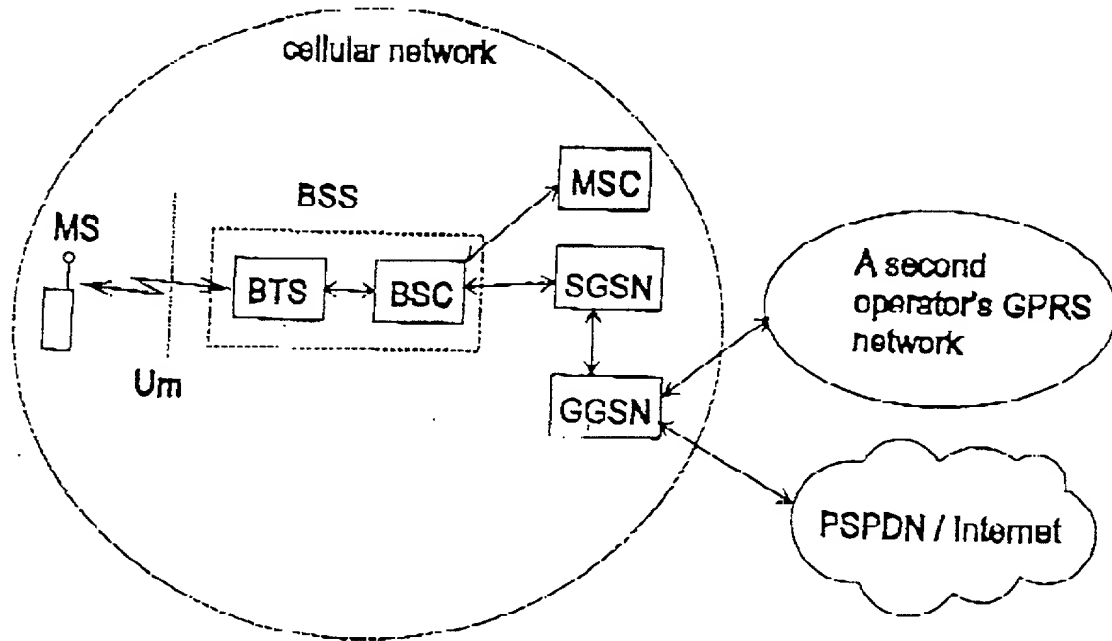 cellular network
MSC
BSS
MS
BTS
BSC
SGSN
A second
operator's GPRS
network
Um
GGSN
PSPDN / Internet